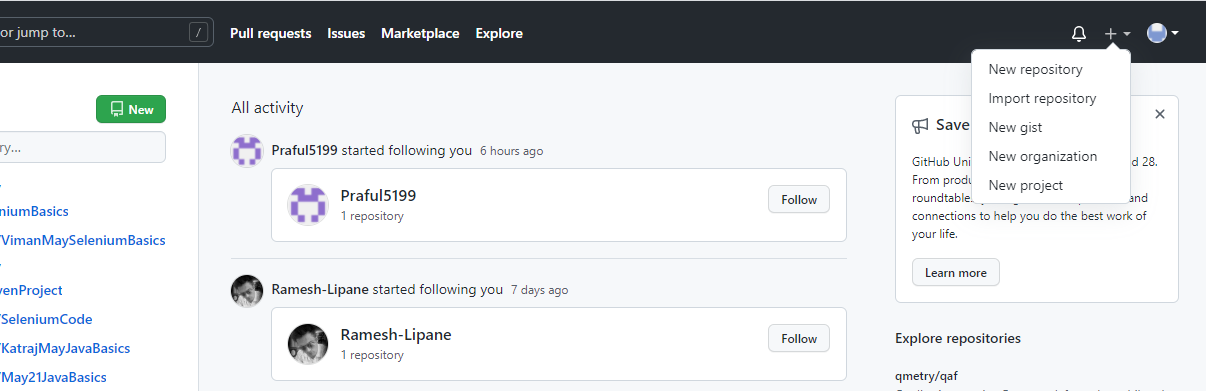 or jump to...
/
Pull requests
Issues
Marketplace
Explore
New repository
Import repository
New gist
New organization
New project
New
ry...
niumBasics
/VimanMaySeleniumBasics
/
venProject
/SeleniumCode
/KatrajMayJavaBasics
/May21JavaBasics
All activity
Praful5199 started following you 6 hours ago
Praful5199
1 repository
Follow
Ramesh-Lipane started following you 7 days ago
Ramesh-Lipane
1 repository
Follow
Save
GitHub Uni d 28.
From produ
roundtables and
connections to help you do the best work of
your life.
Learn more
Explore repositories
qmetry/qaf